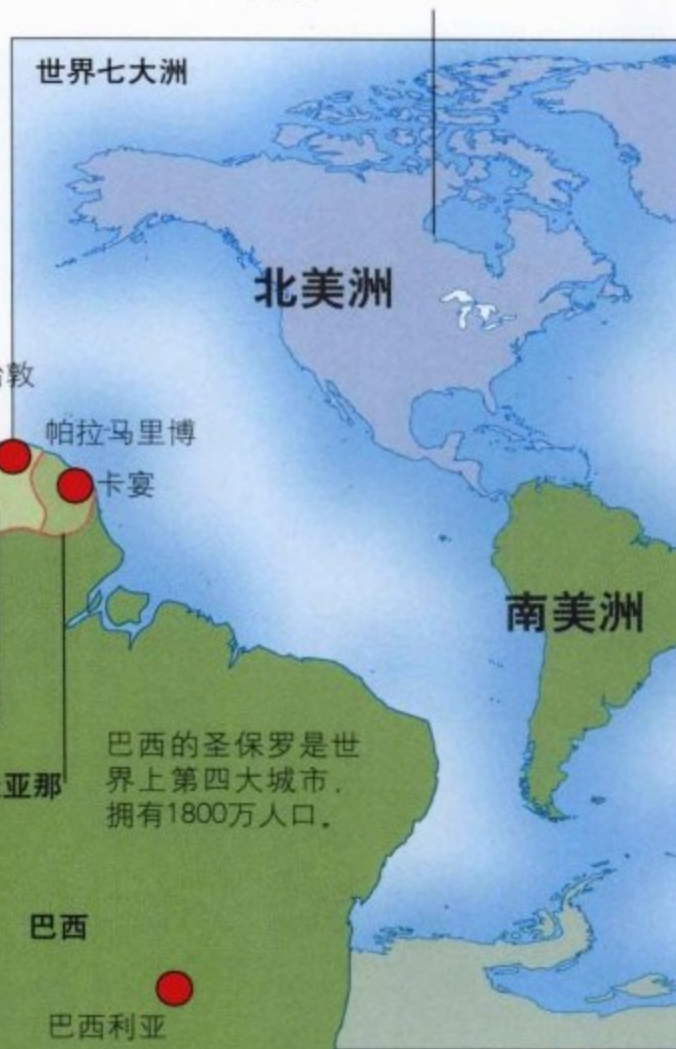 世界七大洲
北美洲
敦
帕拉马里博
卡宴
南美洲
巴西的圣保罗是世
界上第四大城市，
拥有1800万人口。
亚那
巴西
巴西利亚